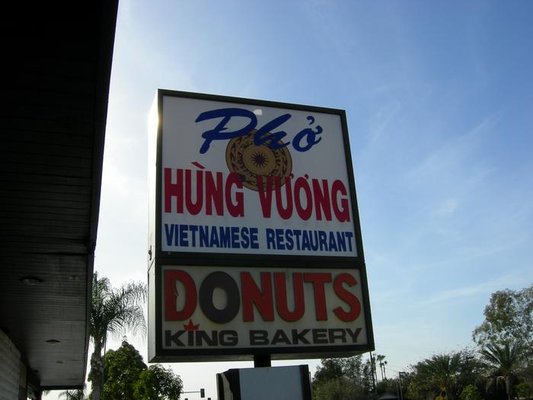 Phở
HÙNG VƯƠNG
VIETNAMESE RESTAURANT
DONUTS
KING BAKERY